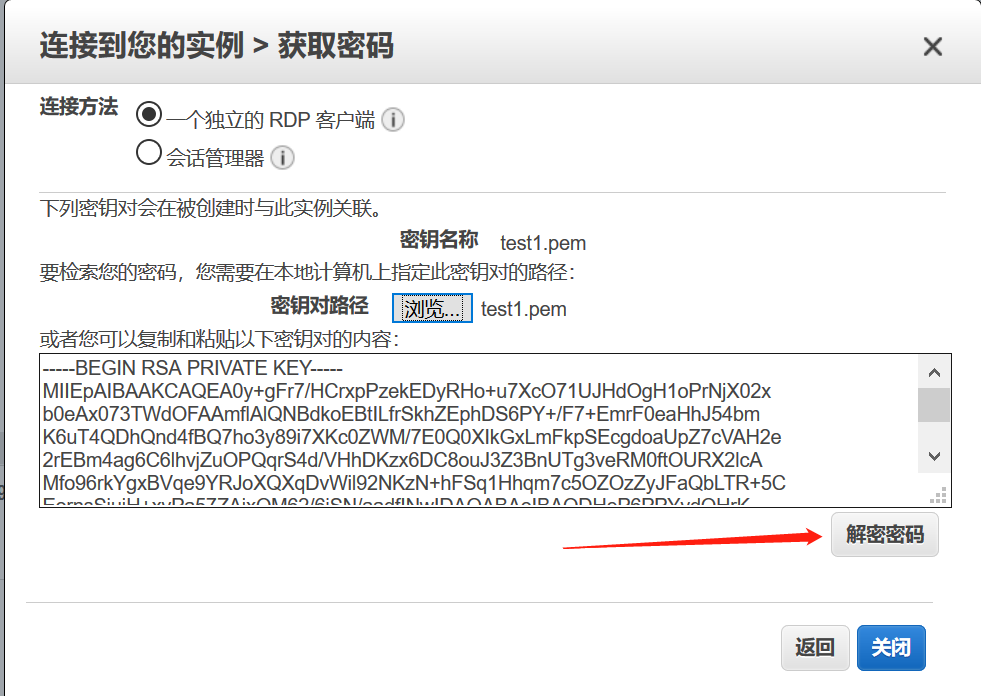 连接到您的实例 > 获取密码
连接方法
一个独立的 RDP 客户端
会话管理器
下列密钥对会在被创建时与此实例关联。
密钥名称 test1.pem
要检索您的密码，您需要在本地计算机上指定此密钥对的路径：
密钥对路径 浏览... test1.pem
或者您可以复制和粘贴以下密钥对的内容：
-----BEGIN RSA PRIVATE KEY-----
MIIEpAIBAAKCAQEA0y+gFr7/HCrxpPzekEDyRHo+u7XcO71UJHdOgH1oPrNjX02x
b0eAx073TWdOFAAmflAlQNBdkoEBtILfrSkhZEphDS6PY+/F7+EmrF0eaHhJ54bm
K6uT4QDhQnd4fBQ7ho3y89i7XKc0ZWM/7E0Q0XIkGxLmFkpSEcgdoaUpZ7cVAH2e
2rEBm4ag6C6lhvjZuOPQqrS4d/VHhDKzx6DC8ouJ3Z3BnUTg3veRM0ftOURX2lcA
Mfo96rkYgxBVqe9YRJoXQXqDvWil92NKzN+hFSq1Hhqm7c5OZOzZyJFaQbLTR+5C
解密密码
返回
关闭